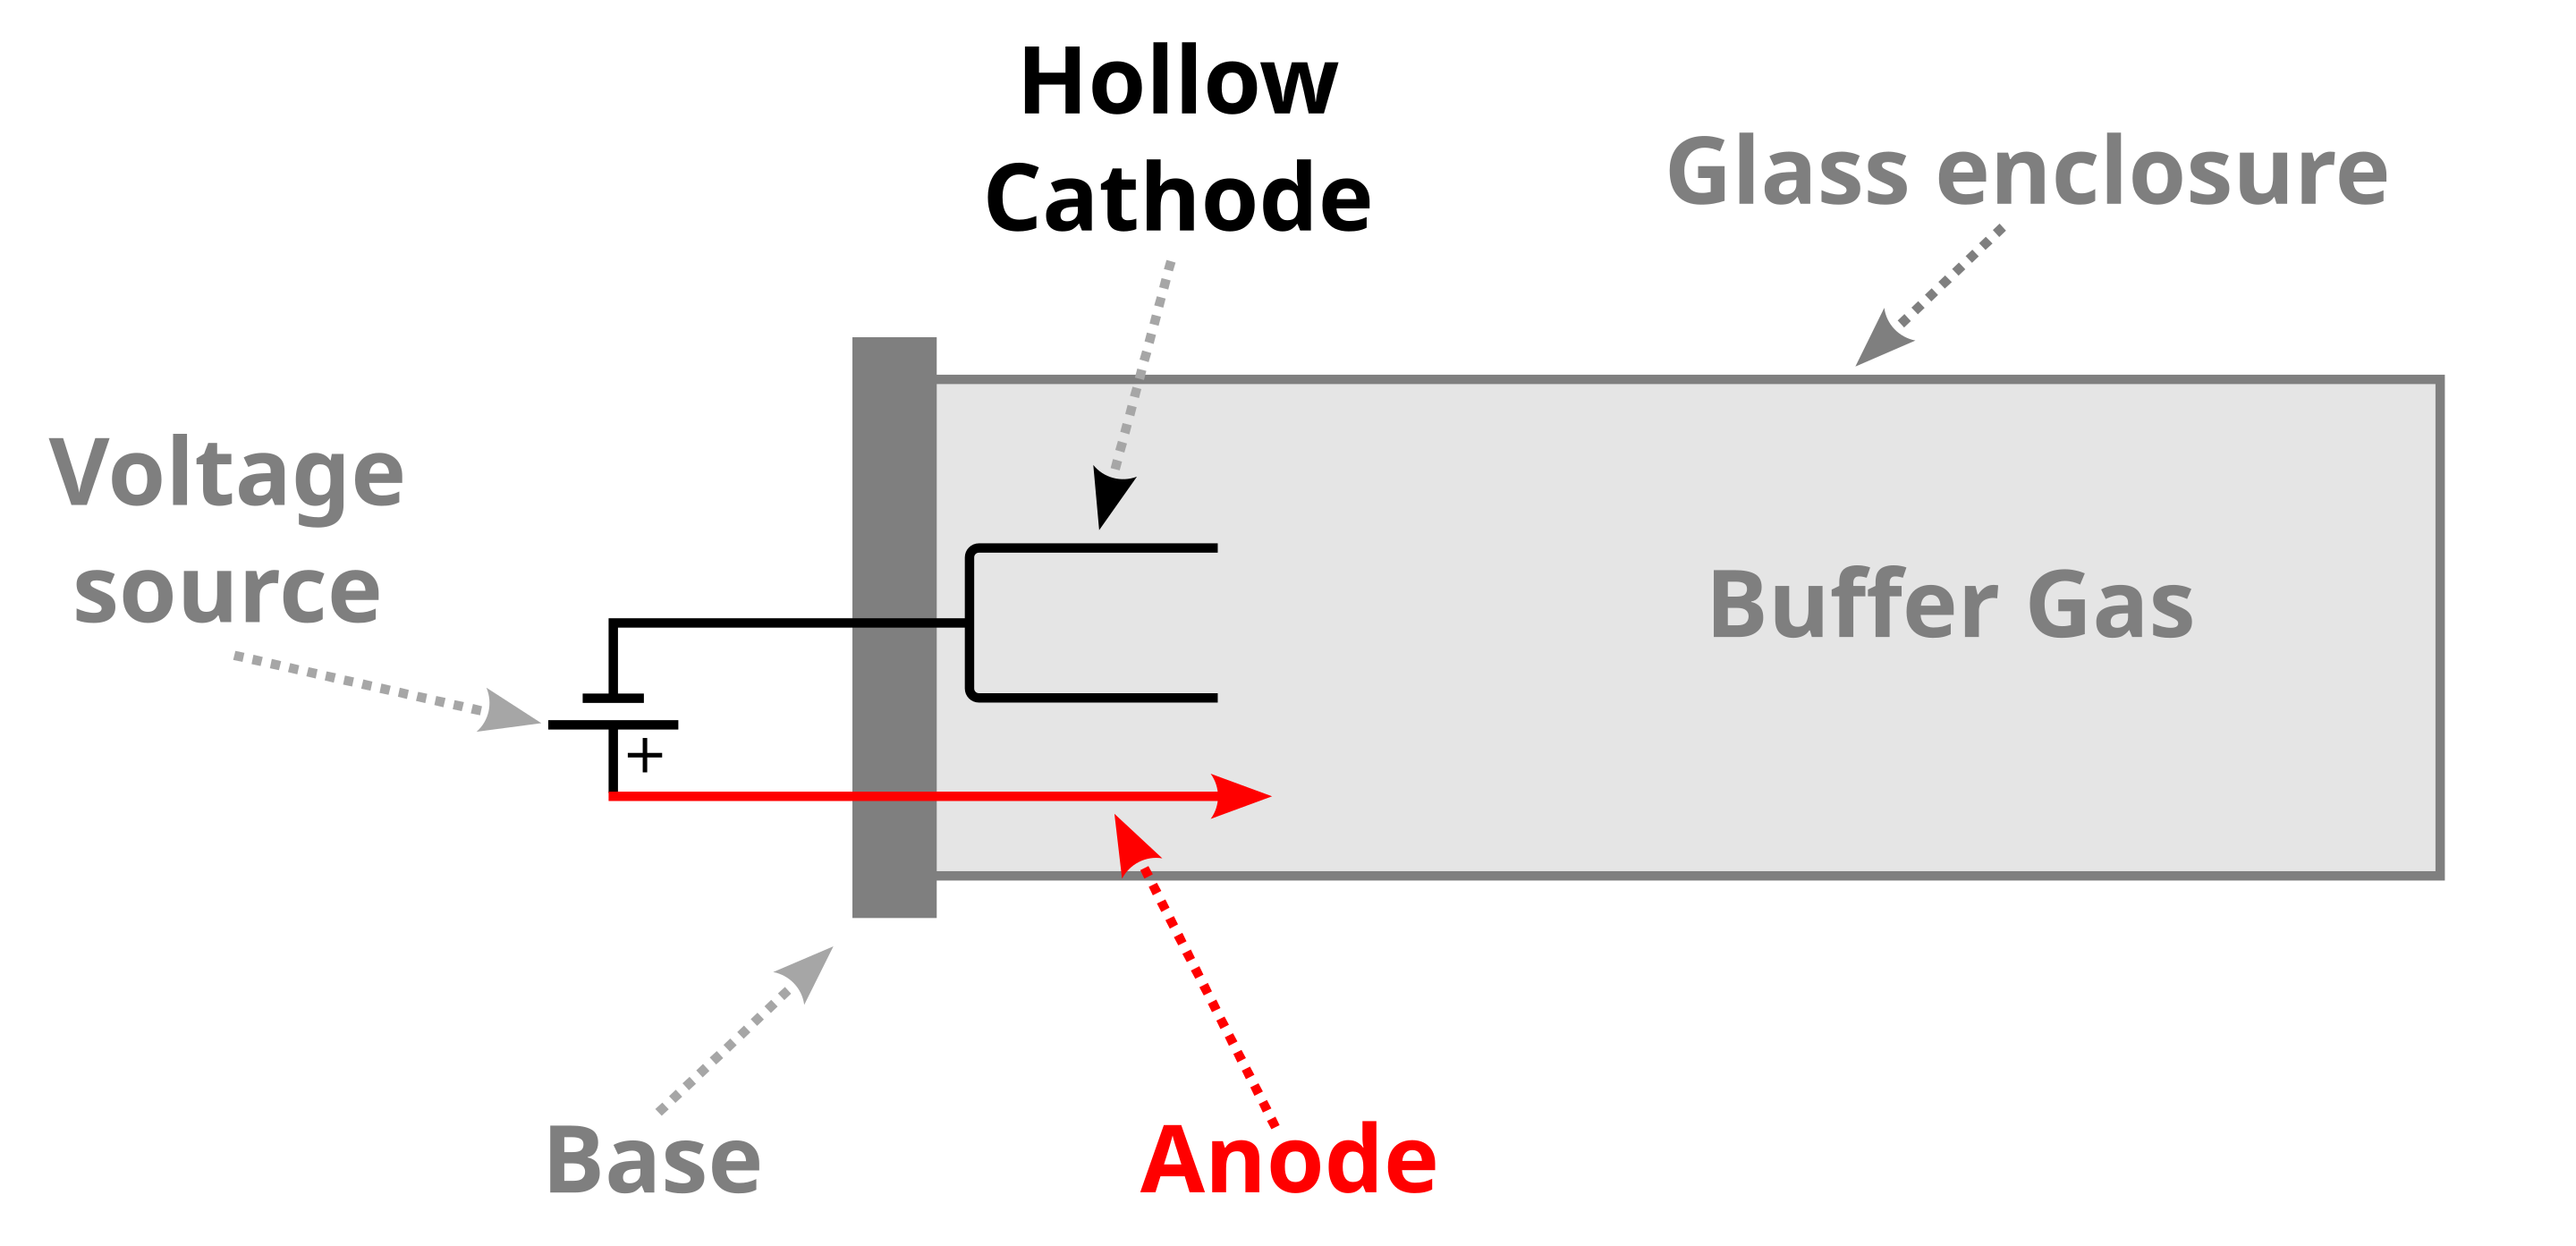 Hollow
Cathode
Glass enclosure
Voltage
source
Buffer Gas
+
Base
Anode